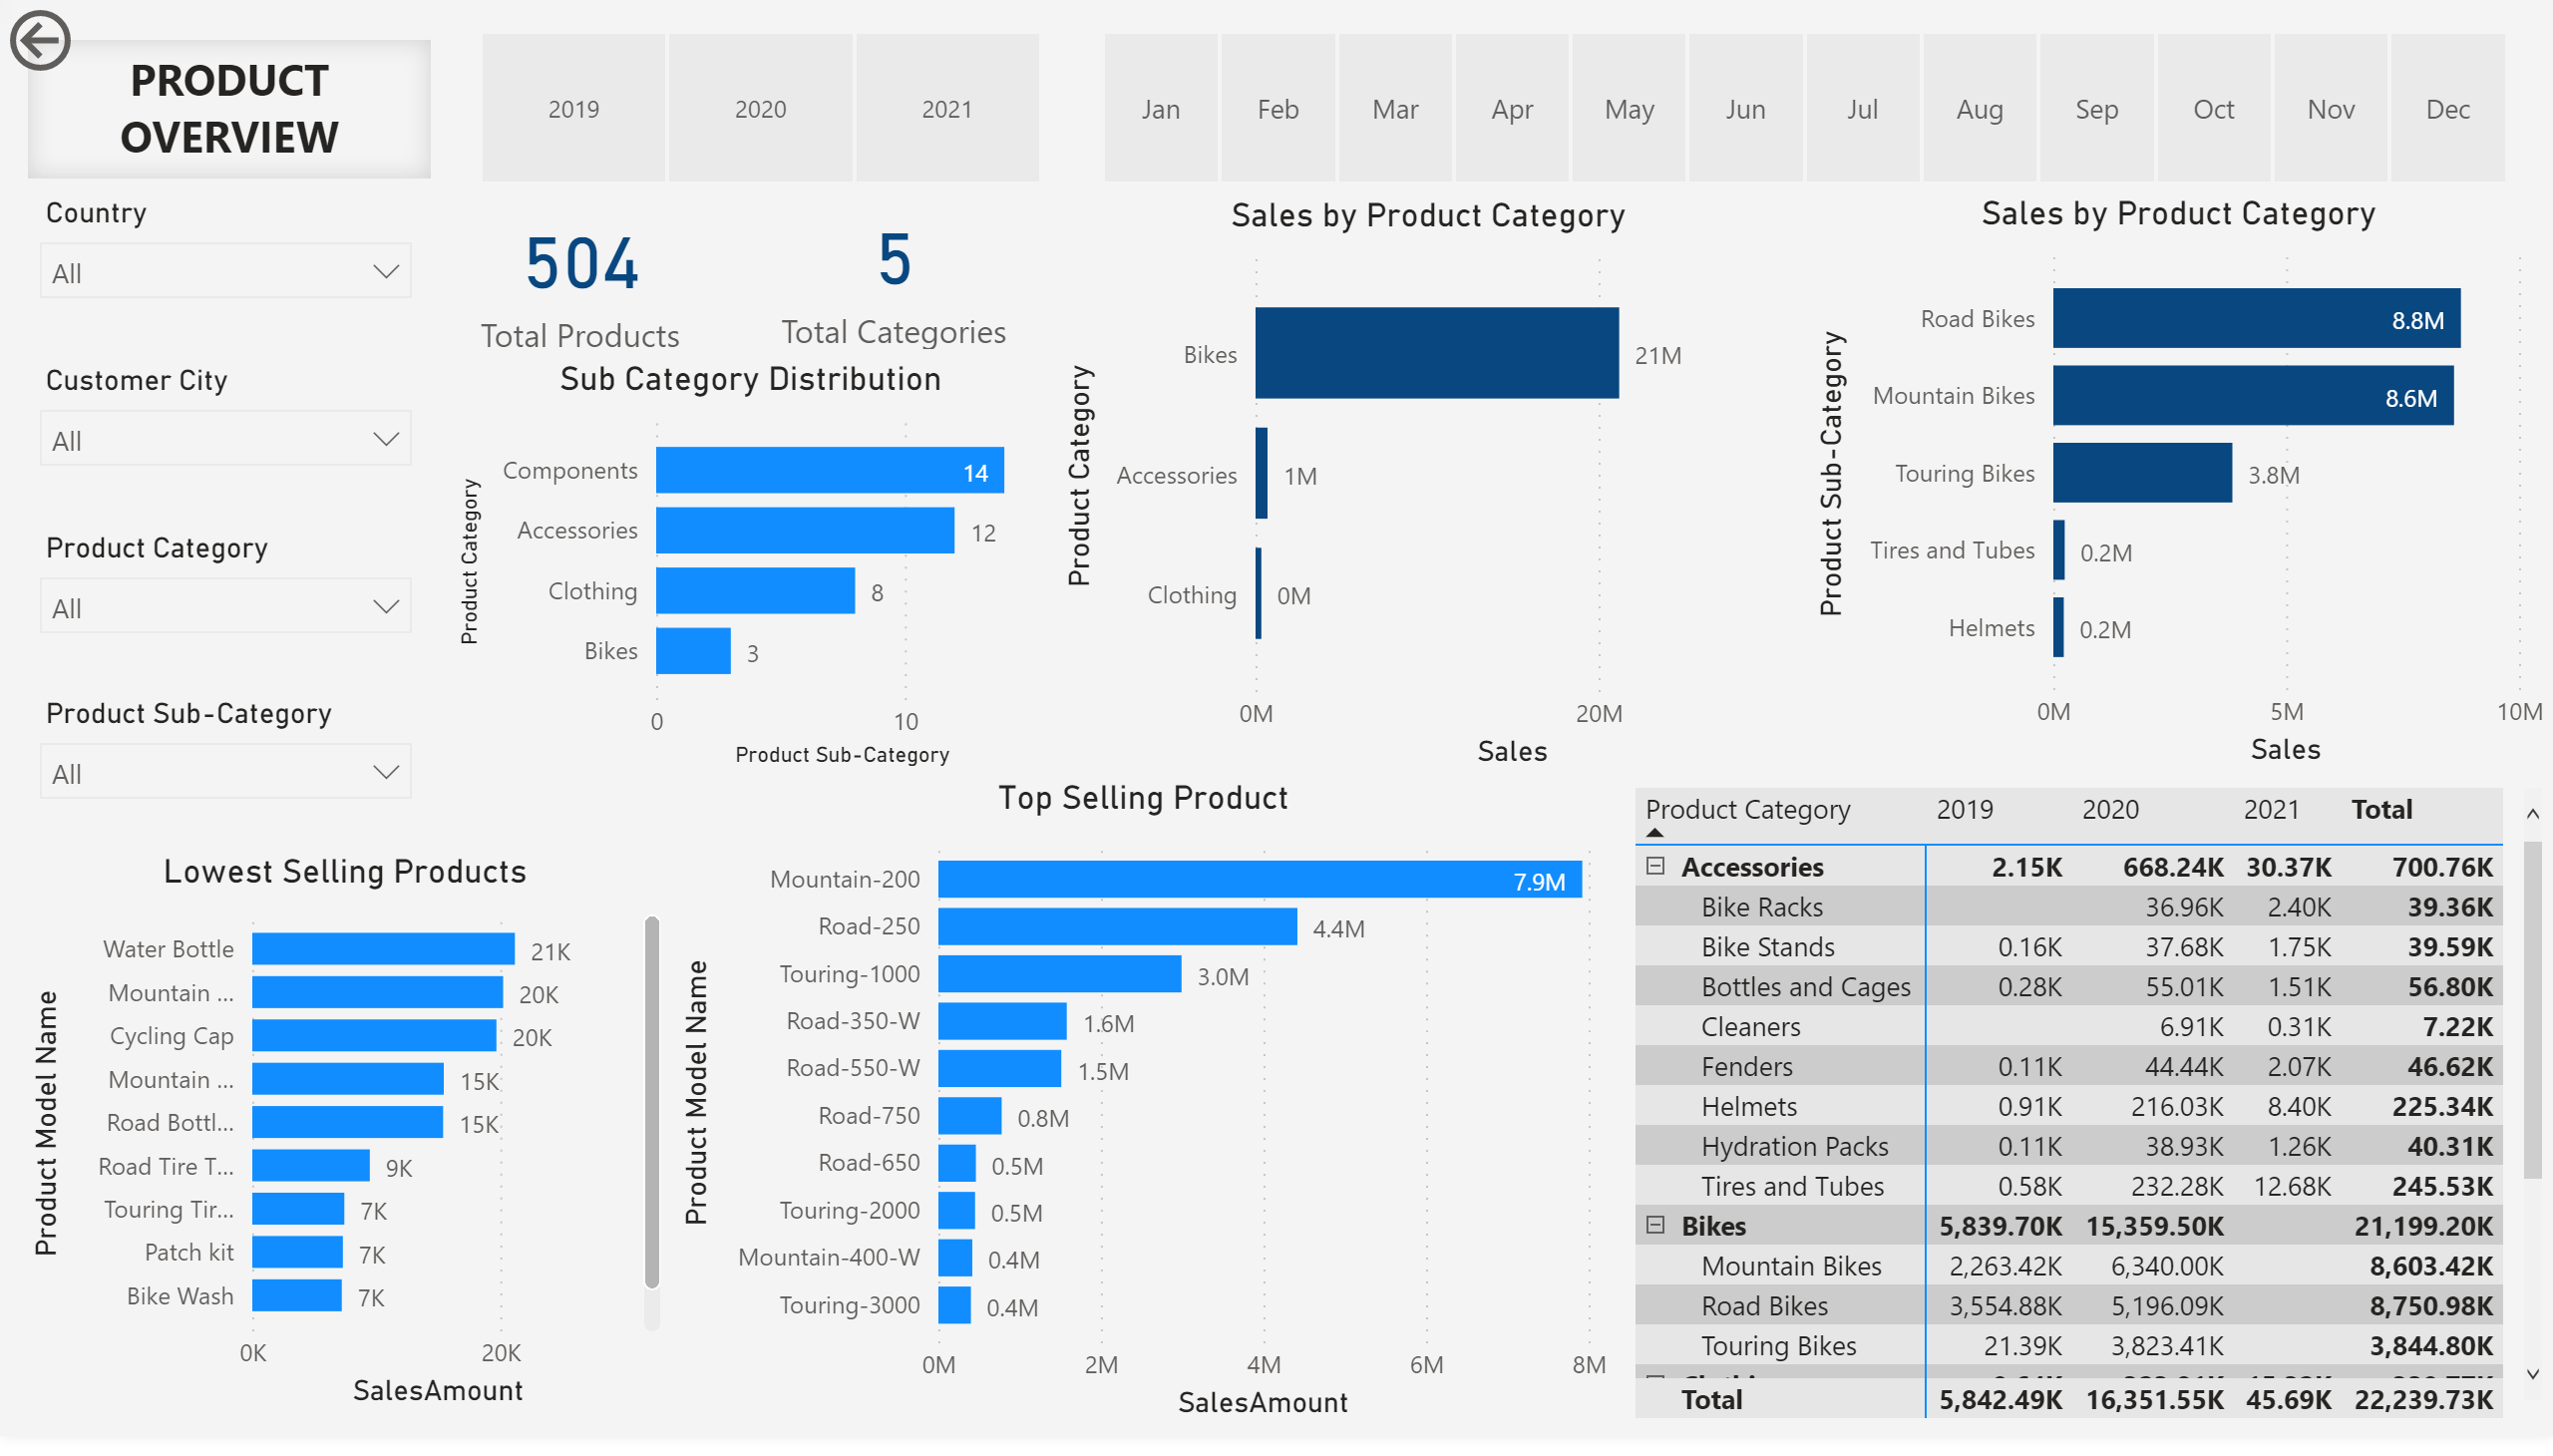 PRODUCT
OVERVIEW
2019
2020
2021
Jan
Feb
Mar
Apr
May
Jun
Jul
Aug
Sep
Oct
Nov
Dec
Country
All
Customer City
All
Product Category
All
Product Sub-Category
All
504
Total Products
5
Total Categories
Sub Category Distribution
Product Category
Components 14
Accessories 12
Clothing 8
Bikes 3
0 10
Product Sub-Category
Sales by Product Category
Product Category
Bikes 21M
Accessories 1M
Clothing 0M
0M 20M
Sales
Sales by Product Category
Product Sub-Category
Road Bikes 8.8M
Mountain Bikes 8.6M
Touring Bikes 3.8M
Tires and Tubes 0.2M
Helmets 0.2M
0M 5M 10M
Sales
Lowest Selling Products
Product Model Name
Water Bottle 21K
Mountain ... 20K
Cycling Cap 20K
Mountain ... 15K
Road Bottl... 15K
Road Tire T... 9K
Touring Tir... 7K
Patch kit 7K
Bike Wash 7K
0K 20K
SalesAmount
Top Selling Product
Product Model Name
Mountain-200 7.9M
Road-250 4.4M
Touring-1000 3.0M
Road-350-W 1.6M
Road-550-W 1.5M
Road-750 0.8M
Road-650 0.5M
Touring-2000 0.5M
Mountain-400-W 0.4M
Touring-3000 0.4M
0M 2M 4M 6M 8M
SalesAmount
Product Category 2019 2020 2021 Total
Accessories 2.15K 668.24K 30.37K 700.76K
Bike Racks 36.96K 2.40K 39.36K
Bike Stands 0.16K 37.68K 1.75K 39.59K
Bottles and Cages 0.28K 55.01K 1.51K 56.80K
Cleaners 6.91K 0.31K 7.22K
Fenders 0.11K 44.44K 2.07K 46.62K
Helmets 0.91K 216.03K 8.40K 225.34K
Hydration Packs 0.11K 38.93K 1.26K 40.31K
Tires and Tubes 0.58K 232.28K 12.68K 245.53K
Bikes 5,839.70K 15,359.50K 21,199.20K
Mountain Bikes 2,263.42K 6,340.00K 8,603.42K
Road Bikes 3,554.88K 5,196.09K 8,750.98K
Touring Bikes 21.39K 3,823.41K 3,844.80K
Total 5,842.49K 16,351.55K 45.69K 22,239.73K